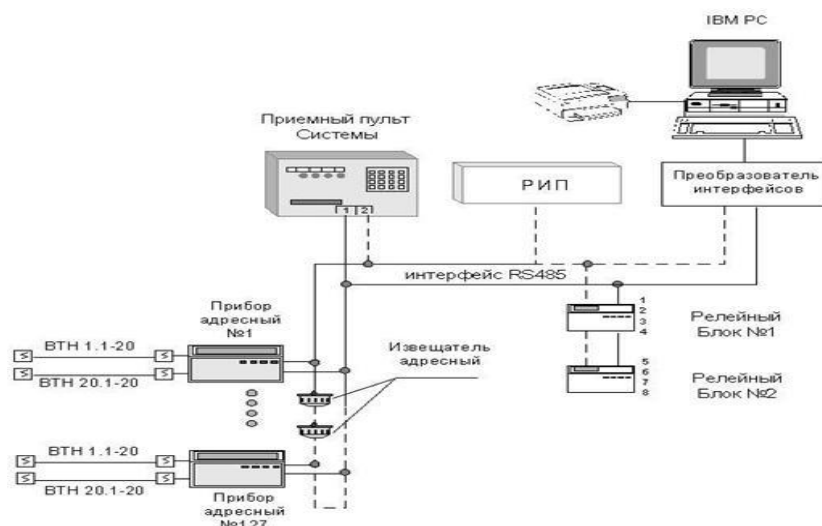 IBM PC
Приемный пульт
Системы
1 2
РИП
Преобразователь
интерфейсов
интерфейс RS485
Прибор
адресный
№1
ВТН 1.1-20
ВТН 20.1-20
Извещатель
адресный
1
2
3
4
Релейный
Блок №1
5
6
7
8
Релейный
Блок №2
ВТН 1.1-20
ВТН 20.1-20
Прибор
адресный
№127